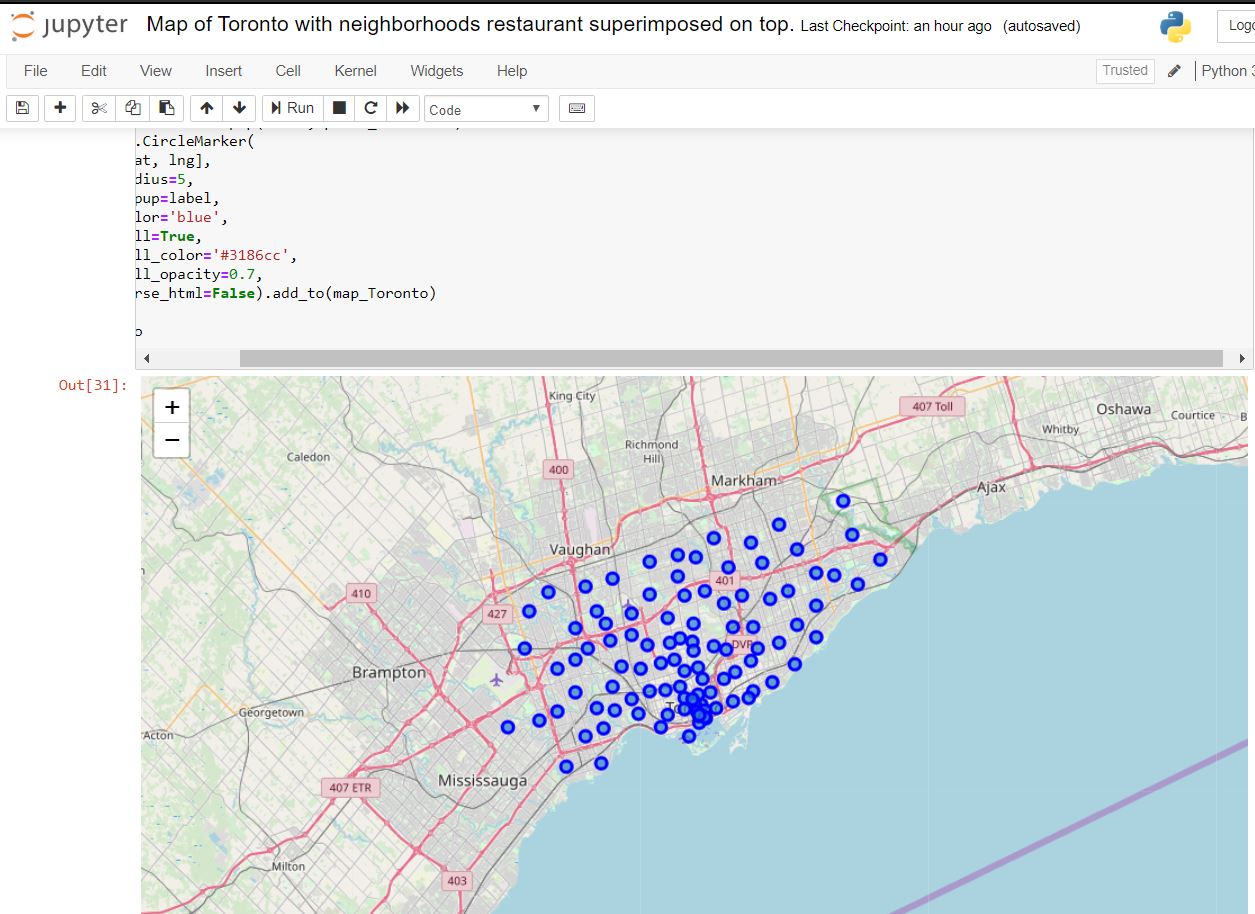 jupyter Map of Toronto with neighborhoods restaurant superimposed on top. Last Checkpoint: an hour ago (autosaved)
File Edit View Insert Cell Kernel Widgets Help
Trusted Python 3
Run Code
.CircleMarker(
at, lng],
dius=5,
pup=label,
lor='blue',
ll=True,
ll_color='#3186cc',
ll_opacity=0.7,
rse_html=False).add_to(map_Toronto)
o
Out[31]:
+
−
King City
407 Toll
Oshawa
Courtice
Whitby
Richmond
Hill
Caledon
400
Markham
Ajax
Vaughan
401
410
427
DVP
Brampton
Georgetown
Acton
Mississauga
407 ETR
Milton
403